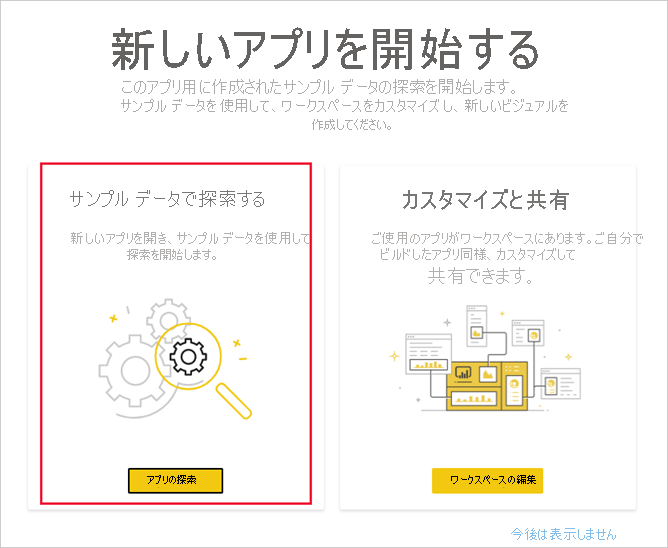 新しいアプリを開始する
このアプリ用に作成されたサンプル データの探索を開始します。
サンプル データを使用して、ワークスペースをカスタマイズし、新しいビジュアルを
作成してください。
サンプル データで探索する
新しいアプリを開き、サンプル データを使用して
探索を開始します。
アプリの探索
カスタマイズと共有
ご使用のアプリがワークスペースにあります。ご自分で
ビルドしたアプリ同様、カスタマイズして
共有できます。
ワークスペースの編集
今後は表示しません